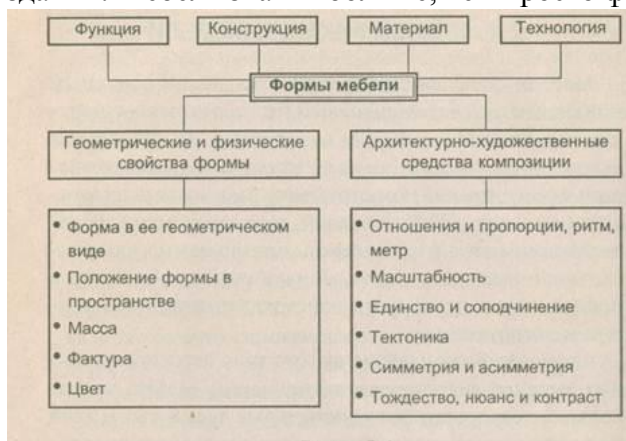 Функция Конструкция Материал Технология
Формы мебели
Геометрические и физические
свойства формы
Архитектурно-художественные
средства композиции
• Форма в ее геометрическом
виде
• Положение формы в
пространстве
• Масса
• Фактура
• Цвет
• Отношения и пропорции, ритм,
метр
• Масштабность
• Единство и соподчинение
• Тектоника
• Симметрия и асимметрия
• Тождество, нюанс и контраст